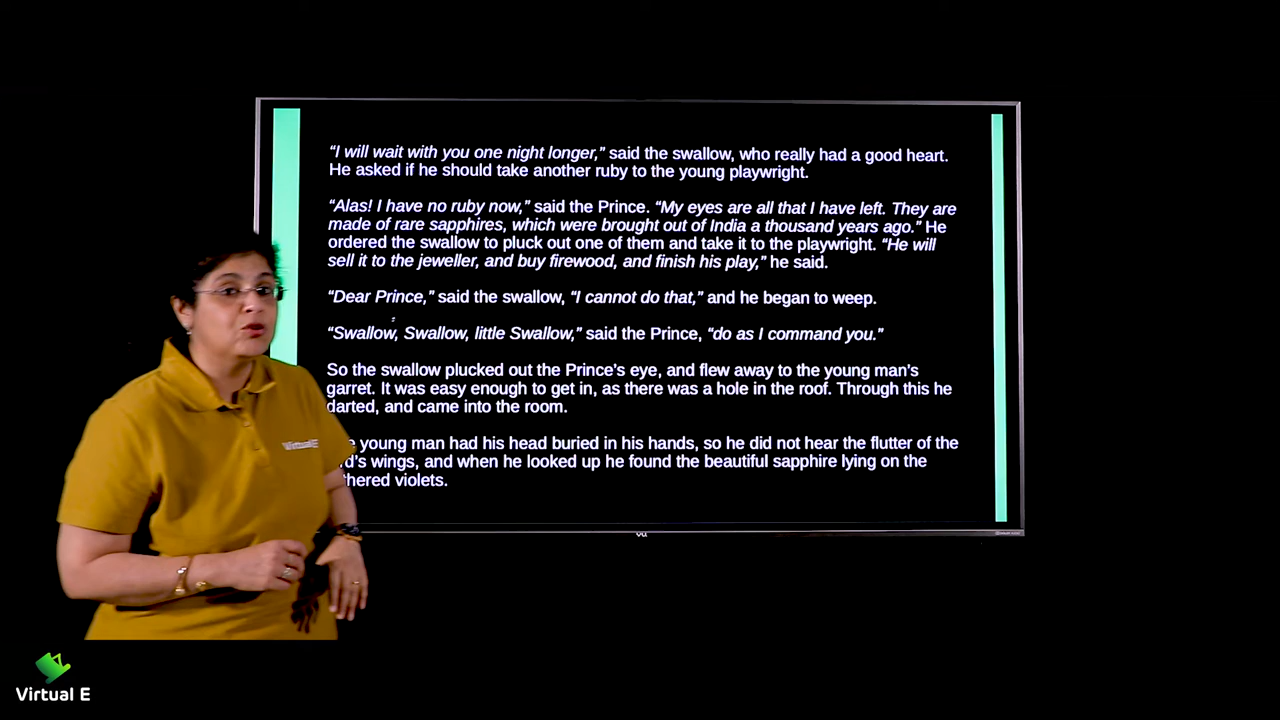 “I will wait with you one night longer,” said the swallow, who really had a good heart.
He asked if he should take another ruby to the young playwright.
“Alas! I have no ruby now,” said the Prince. “My eyes are all that I have left. They are
made of rare sapphires, which were brought out of India a thousand years ago.” He
ordered the swallow to pluck out one of them and take it to the playwright. “He will
sell it to the jeweller, and buy firewood, and finish his play,” he said.
“Dear Prince,” said the swallow, “I cannot do that,” and he began to weep.
“Swallow, Swallow, little Swallow,” said the Prince, “do as I command you.”
So the swallow plucked out the Prince’s eye, and flew away to the young man’s
garret. It was easy enough to get in, as there was a hole in the roof. Through this he
darted, and came into the room.
young man had his head buried in his hands, so he did not hear the flutter of the
wings, and when he looked up he found the beautiful sapphire lying on the
violets.
Virtual E
Virtual E